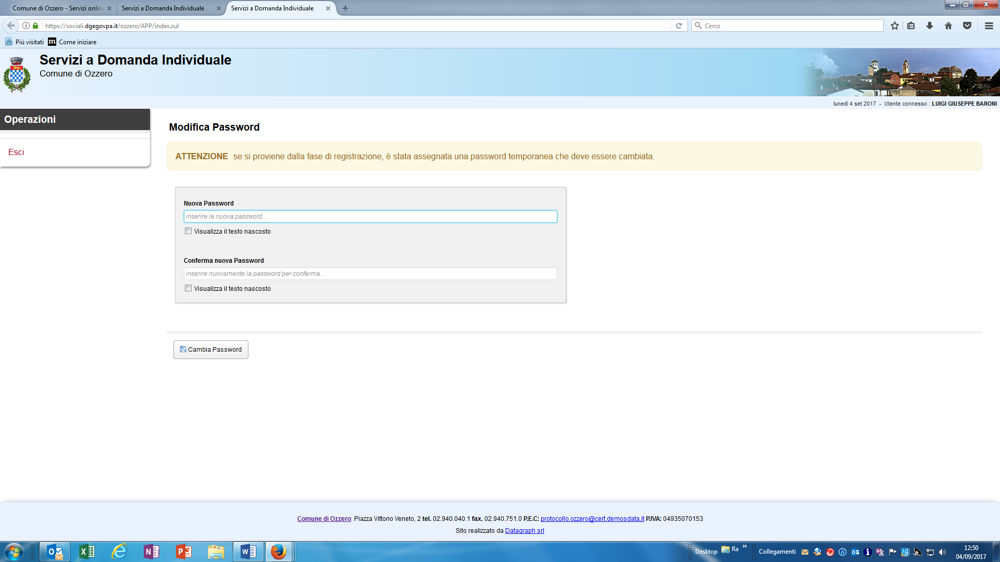 Comune di Ozzero - Servizi online
Servizi a Domanda Individuale
Servizi a Domanda Individuale
https://sociali.dgegovpa.it/ozzero/APP/index.zul
Cerca
Più visitati
m Come iniziare
Servizi a Domanda Individuale
Comune di Ozzero
lunedì 4 set 2017 - Utente connesso : LUIGI GIUSEPPE BARONI
Operazioni
Esci
Modifica Password
ATTENZIONE se si proviene dalla fase di registrazione, è stata assegnata una password temporanea che deve essere cambiata.
Nuova Password
inserire la nuova password...
Visualizza il testo nascosto
Conferma nuova Password
inserire nuovamente la password per conferma...
Visualizza il testo nascosto
Cambia Password
Comune di Ozzero: Piazza Vittorio Veneto, 2 tel. 02.940.040.1 fax. 02.940.751.0 P.E.C: protocollo.ozzero@cert.demosdata.it P.IVA: 04935070153
Sito realizzato da Datagraph srl
Desktop
Ra
Collegamenti
12:50
04/09/2017